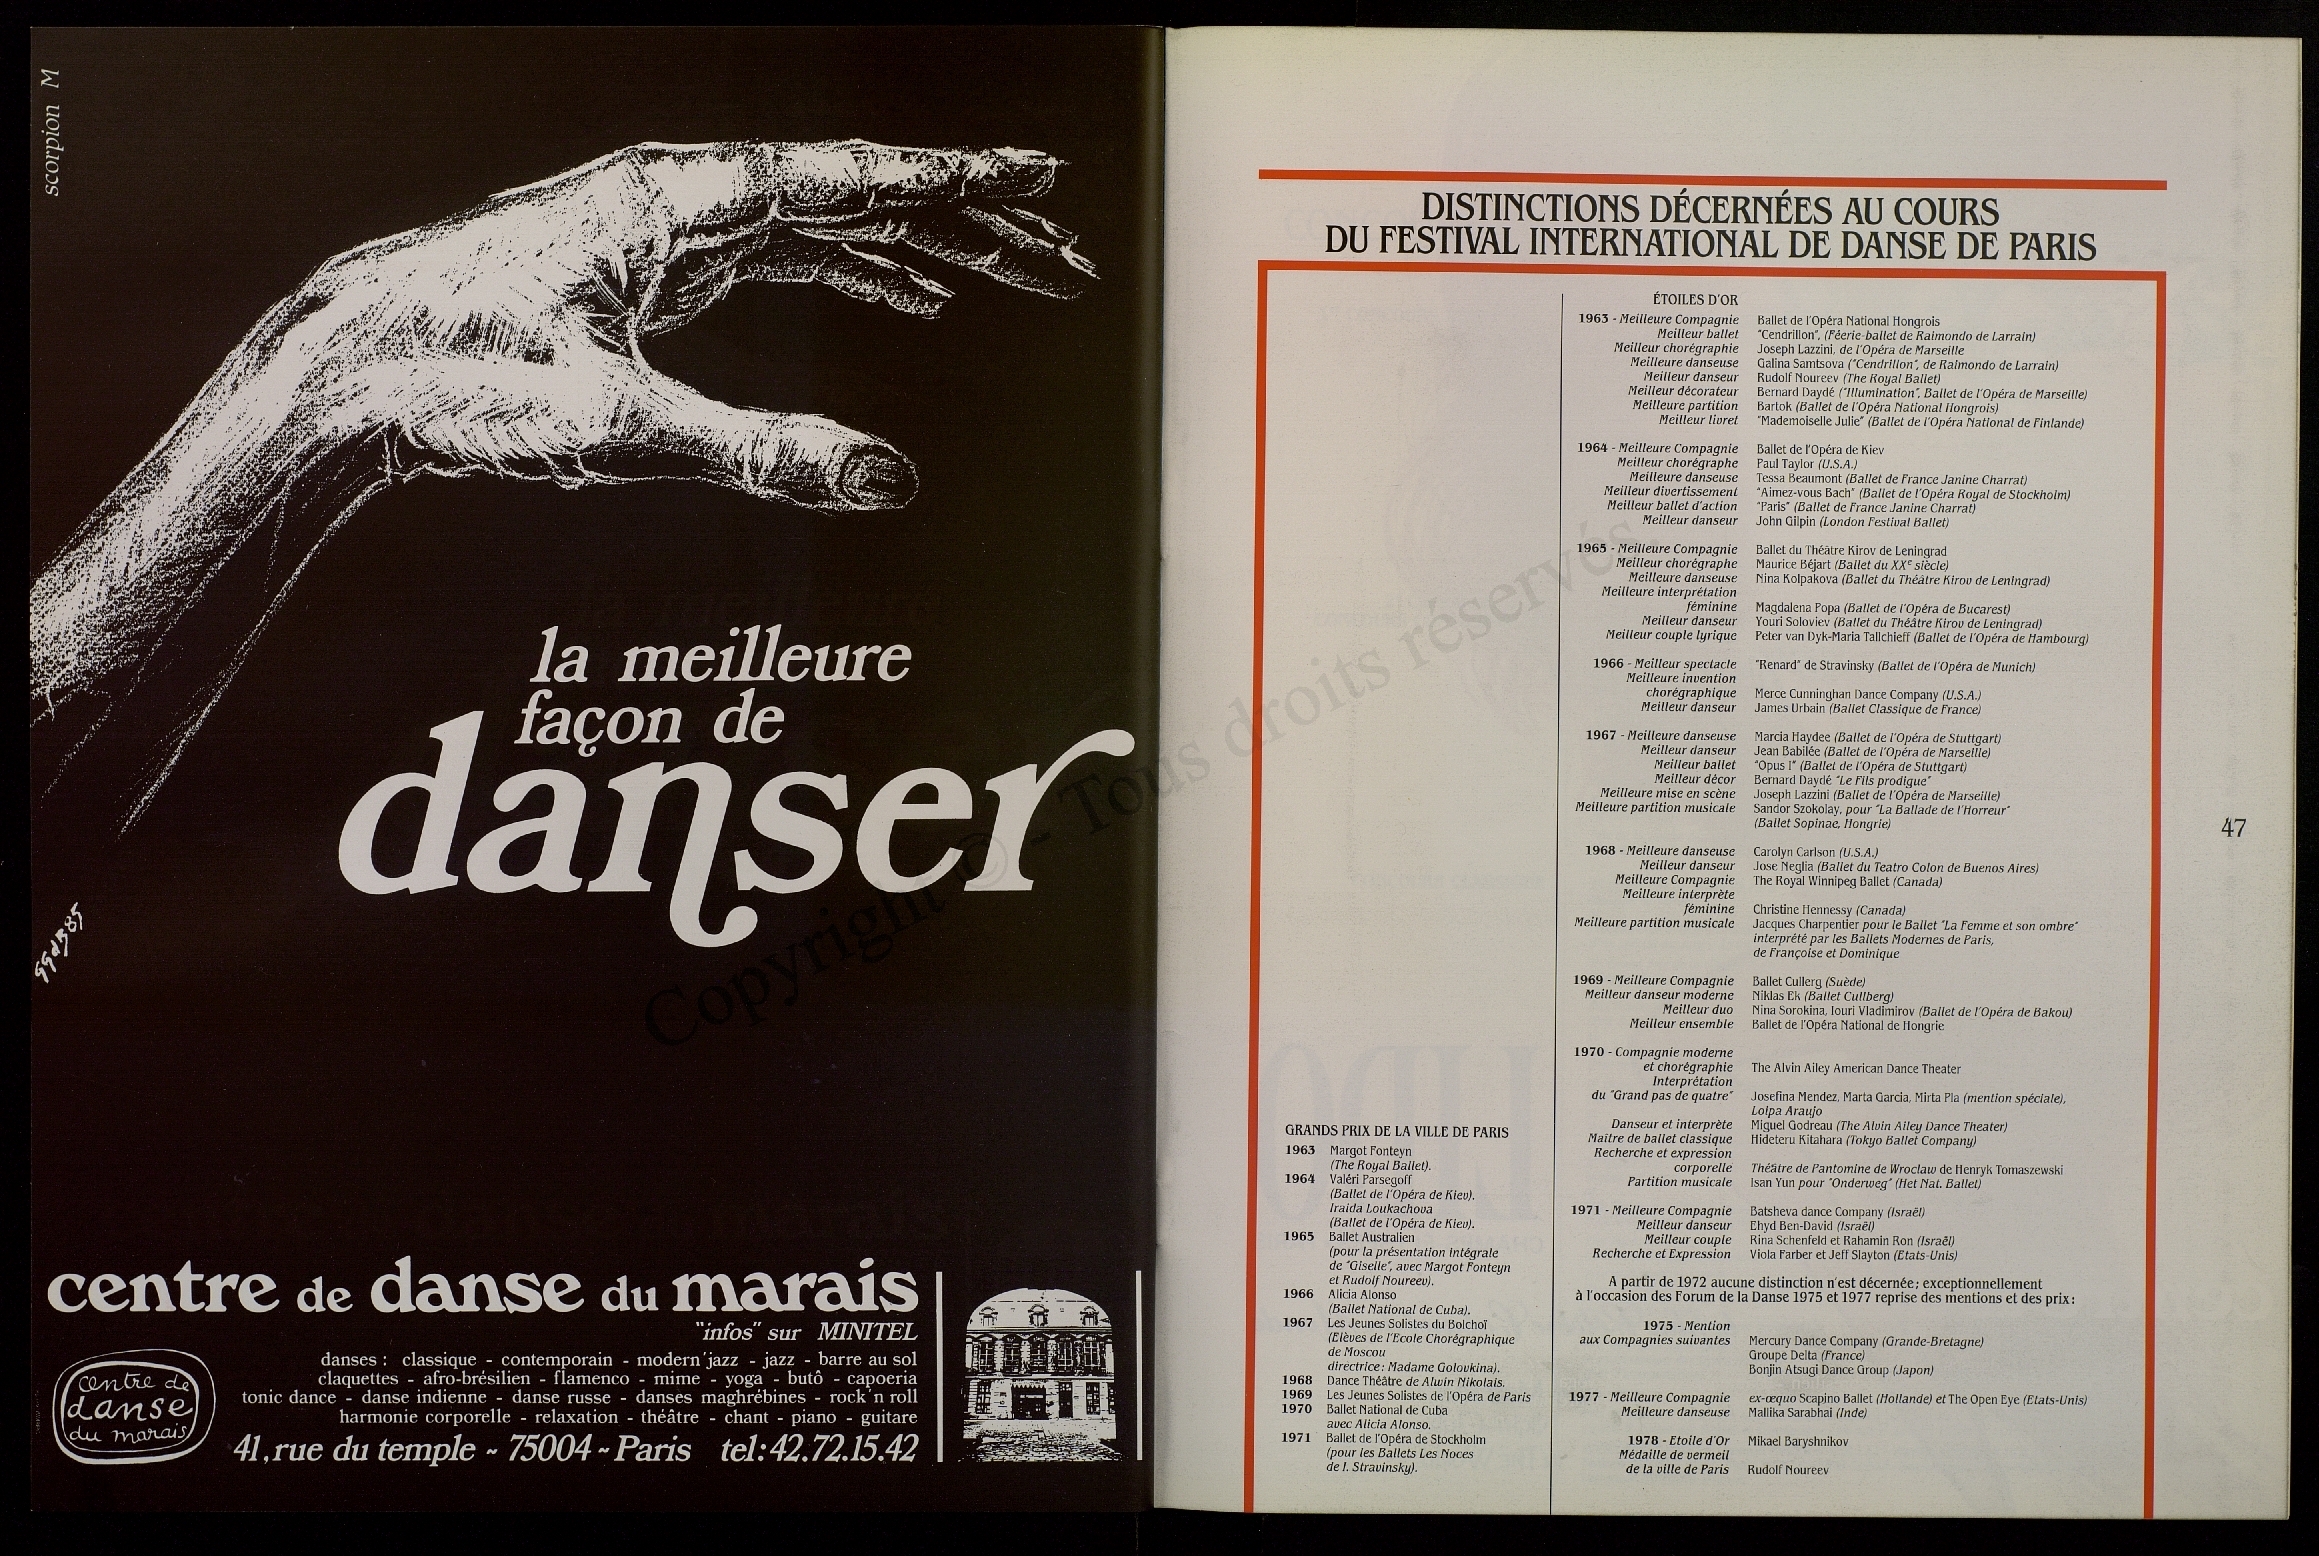 scorpion M
la meilleure
façon de
danser
ggdB85
centre de danse du marais
"infos" sur MINITEL
danses : classique - contemporain - modern'jazz - jazz - barre au sol
claquettes - afro-brésilien - flamenco - mime - yoga - butô - capoeria
tonic dance - danse indienne - danse russe - danses maghrébines - rock'n roll
harmonie corporelle - relaxation - théâtre - chant - piano - guitare
41, rue du temple ~ 75004 ~ Paris tel: 42.72.15.42
centre de
danse
du marais
Copyright © - Tous droits réservés.
DISTINCTIONS DÉCERNÉES AU COURS
DU FESTIVAL INTERNATIONAL DE DANSE DE PARIS
GRANDS PRIX DE LA VILLE DE PARIS
1963 Margot Fonteyn
(The Royal Ballet).
1964 Valéri Parsegoff
(Ballet de l'Opéra de Kiev).
Iraida Loukachova
(Ballet de l'Opéra de Kiev).
1965 Ballet Australien
(pour la présentation intégrale
de "Giselle", avec Margot Fonteyn
et Rudolf Noureev).
1966 Alicia Alonso
(Ballet National de Cuba).
1967 Les Jeunes Solistes du Bolchoï
(Elèves de l'Ecole Chorégraphique
de Moscou
directrice: Madame Golovkina).
1968 Dance Théâtre de Alwin Nikolais.
1969 Les Jeunes Solistes de l'Opéra de Paris
1970 Ballet National de Cuba
avec Alicia Alonso.
1971 Ballet de l'Opéra de Stockholm
(pour les Ballets Les Noces
de I. Stravinsky).
ÉTOILES D'OR
1963 - Meilleure Compagnie Ballet de l'Opéra National Hongrois
Meilleur ballet "Cendrillon", (Féerie-ballet de Raimondo de Larrain)
Meilleur chorégraphie Joseph Lazzini, de l'Opéra de Marseille
Meilleure danseuse Galina Samtsova ("Cendrillon", de Raimondo de Larrain)
Meilleur danseur Rudolf Noureev (The Royal Ballet)
Meilleur décorateur Bernard Daydé ("Illumination", Ballet de l'Opéra de Marseille)
Meilleure partition Bartok (Ballet de l'Opéra National Hongrois)
Meilleur livret "Mademoiselle Julie" (Ballet de l'Opéra National de Finlande)
1964 - Meilleure Compagnie Ballet de l'Opéra de Kiev
Meilleur chorégraphe Paul Taylor (U.S.A.)
Meilleure danseuse Tessa Beaumont (Ballet de France Janine Charrat)
Meilleur divertissement "Aimez-vous Bach" (Ballet de l'Opéra Royal de Stockholm)
Meilleur ballet d'action "Paris" (Ballet de France Janine Charrat)
Meilleur danseur John Gilpin (London Festival Ballet)
1965 - Meilleure Compagnie Ballet du Théâtre Kirov de Leningrad
Meilleur chorégraphe Maurice Béjart (Ballet du XXe siècle)
Meilleure danseuse Nina Kolpakova (Ballet du Théâtre Kirov de Leningrad)
Meilleure interprétation
féminine Magdalena Popa (Ballet de l'Opéra de Bucarest)
Meilleur danseur Youri Soloviev (Ballet du Théâtre Kirov de Leningrad)
Meilleur couple lyrique Peter van Dyk-Maria Tallchieff (Ballet de l'Opéra de Hambourg)
1966 - Meilleur spectacle "Renard" de Stravinsky (Ballet de l'Opéra de Munich)
Meilleure invention
chorégraphique Merce Cunninghan Dance Company (U.S.A.)
Meilleur danseur James Urbain (Ballet Classique de France)
1967 - Meilleure danseuse Marcia Haydee (Ballet de l'Opéra de Stuttgart)
Meilleur danseur Jean Babilée (Ballet de l'Opéra de Marseille)
Meilleur ballet "Opus I" (Ballet de l'Opéra de Stuttgart)
Meilleur décor Bernard Daydé "Le Fils prodigue"
Meilleure mise en scène Joseph Lazzini (Ballet de l'Opéra de Marseille)
Meilleure partition musicale Sandor Szokolay, pour "La Ballade de l'Horreur"
(Ballet Sopinae, Hongrie)
1968 - Meilleure danseuse Carolyn Carlson (U.S.A.)
Meilleur danseur Jose Neglia (Ballet du Teatro Colon de Buenos Aires)
Meilleure Compagnie The Royal Winnipeg Ballet (Canada)
Meilleure interprète
féminine Christine Hennessy (Canada)
Meilleure partition musicale Jacques Charpentier pour le Ballet "La Femme et son ombre"
interprété par les Ballets Modernes de Paris,
de Françoise et Dominique
1969 - Meilleure Compagnie Ballet Cullerg (Suède)
Meilleur danseur moderne Niklas Ek (Ballet Cullberg)
Meilleur duo Nina Sorokina, Iouri Vladimirov (Ballet de l'Opéra de Bakou)
Meilleur ensemble Ballet de l'Opéra National de Hongrie
1970 - Compagnie moderne
et chorégraphie The Alvin Ailey American Dance Theater
Interprétation
du "Grand pas de quatre" Josefina Mendez, Marta Garcia, Mirta Pla (mention spéciale),
Loipa Araujo
Danseur et interprète Miguel Godreau (The Alvin Ailey Dance Theater)
Maître de ballet classique Hideteru Kitahara (Tokyo Ballet Company)
Recherche et expression
corporelle Théâtre de Pantomine de Wroclaw de Henryk Tomaszewski
Partition musicale Isan Yun pour "Onderweg" (Het Nat. Ballet)
1971 - Meilleure Compagnie Batsheva dance Company (Israël)
Meilleur danseur Ehyd Ben-David (Israël)
Meilleur couple Rina Schenfeld et Rahamin Ron (Israël)
Recherche et Expression Viola Farber et Jeff Slayton (Etats-Unis)
A partir de 1972 aucune distinction n'est décernée; exceptionnellement
à l'occasion des Forum de la Danse 1975 et 1977 reprise des mentions et des prix:
1975 - Mention
aux Compagnies suivantes Mercury Dance Company (Grande-Bretagne)
Groupe Delta (France)
Bonjin Atsugi Dance Group (Japon)
1977 - Meilleure Compagnie ex-œquo Scapino Ballet (Hollande) et The Open Eye (Etats-Unis)
Meilleure danseuse Mallika Sarabhai (Inde)
1978 - Etoile d'Or Mikael Baryshnikov
Médaille de vermeil
de la ville de Paris Rudolf Noureev
47